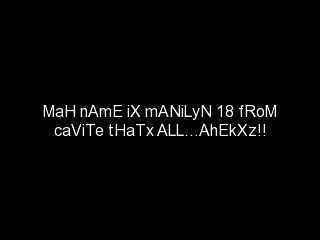 MaH nAmE iX mANiLyN 18 fRoM
caViTe tHaTx ALL...AhEkXz!!